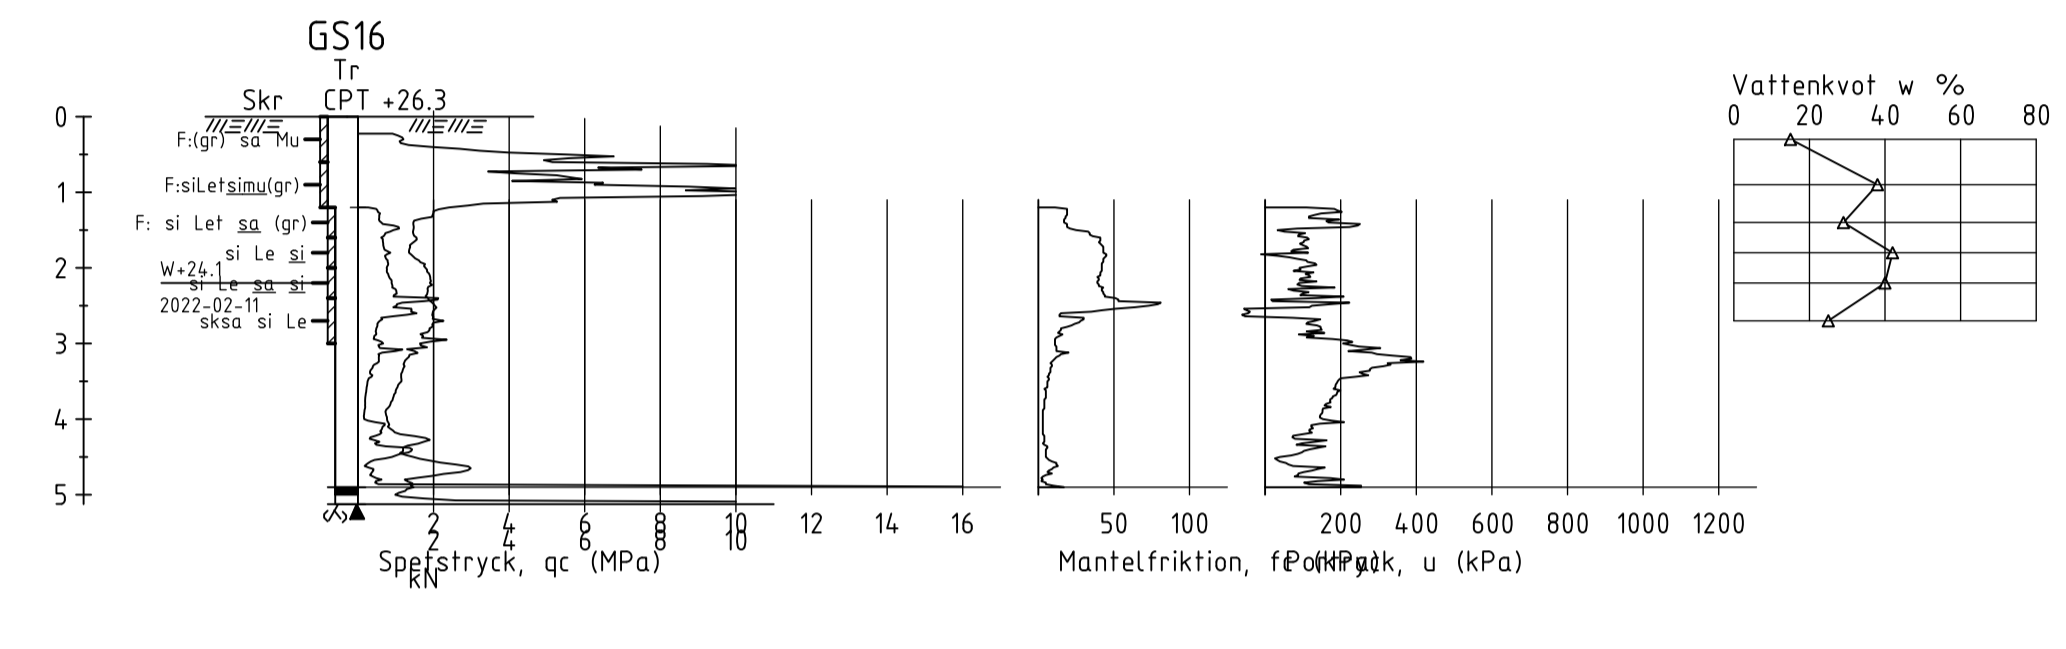 GS16
Tr
Skr CPT +26.3
Vattenkvot w %
0 20 40 60 80
0
F:(gr) sa Mu
F:siLetsimu(gr)
1
F: si Let sa (gr)
si Le si
2
W+24.1
si Le sa si
2022-02-11
sksa si Le
3
4
5
2 4 6 8 10 12 14 16
50 100
200 400 600 800 1000 1200
2 4 6 8 10
Spetstryck, qc (MPa)
kN
Mantelfriktion, fc (kPa)
Portryck, u (kPa)